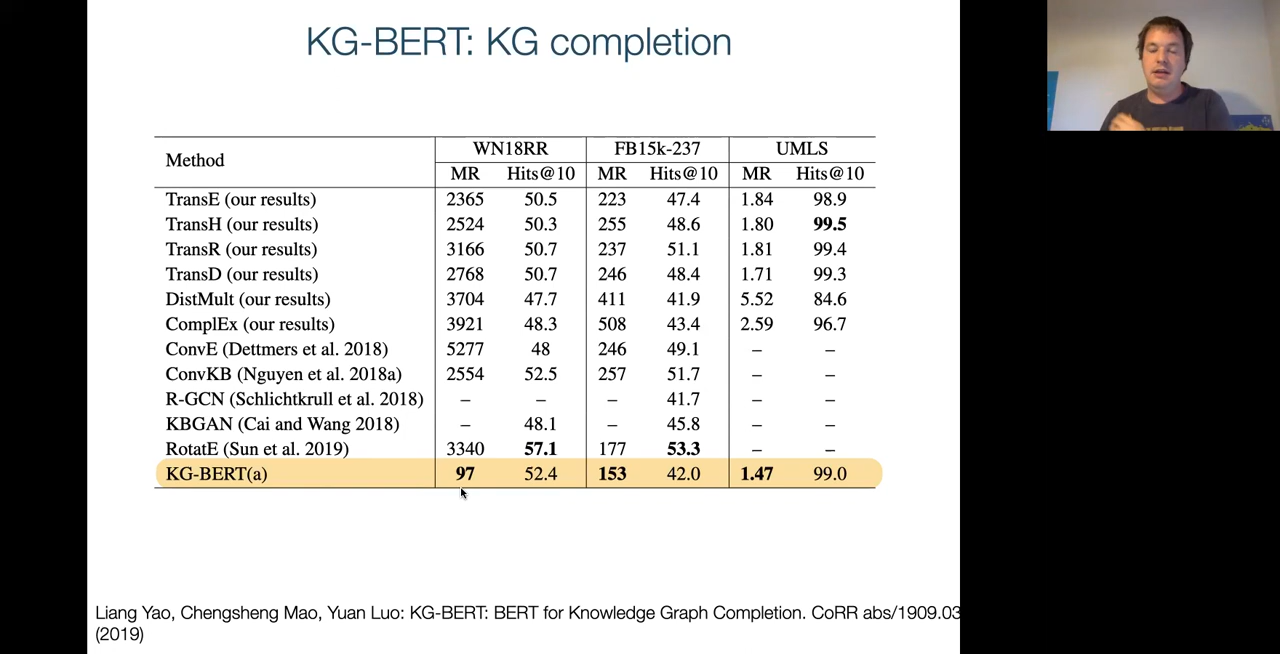 KG-BERT: KG completion
Method WN18RR FB15k-237 UMLS
MR Hits@10 MR Hits@10 MR Hits@10
TransE (our results) 2365 50.5 223 47.4 1.84 98.9
TransH (our results) 2524 50.3 255 48.6 1.80 99.5
TransR (our results) 3166 50.7 237 51.1 1.81 99.4
TransD (our results) 2768 50.7 246 48.4 1.71 99.3
DistMult (our results) 3704 47.7 411 41.9 5.52 84.6
ComplEx (our results) 3921 48.3 508 43.4 2.59 96.7
ConvE (Dettmers et al. 2018) 5277 48 246 49.1 – –
ConvKB (Nguyen et al. 2018a) 2554 52.5 257 51.7 – –
R-GCN (Schlichtkrull et al. 2018) – – – 41.7 – –
KBGAN (Cai and Wang 2018) – 48.1 – 45.8 – –
RotatE (Sun et al. 2019) 3340 57.1 177 53.3 – –
KG-BERT(a) 97 52.4 153 42.0 1.47 99.0
Liang Yao, Chengsheng Mao, Yuan Luo: KG-BERT: BERT for Knowledge Graph Completion. CoRR abs/1909.03
(2019)